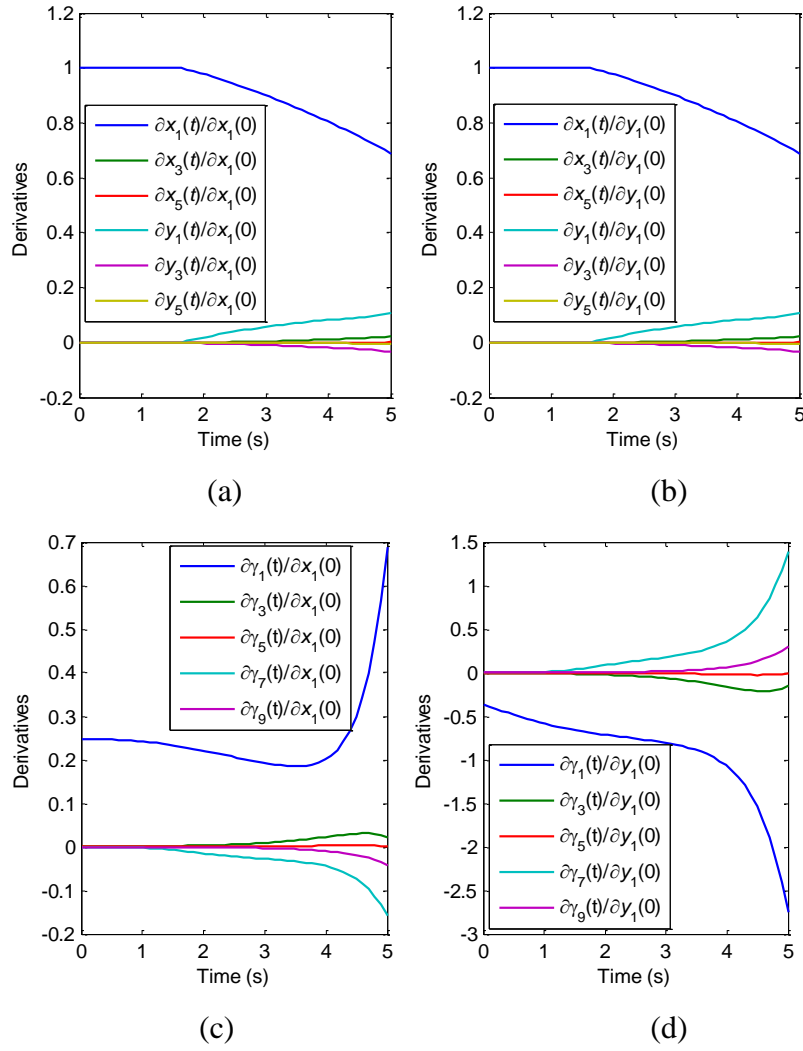 1.2
1
0.8
0.6
0.4
0.2
0
-0.2
Derivatives
∂x₁(t)/∂x₁(0)
∂x₃(t)/∂x₁(0)
∂x₅(t)/∂x₁(0)
∂y₁(t)/∂x₁(0)
∂y₃(t)/∂x₁(0)
∂y₅(t)/∂x₁(0)
0 1 2 3 4 5
Time (s)
(a)
1.2
1
0.8
0.6
0.4
0.2
0
-0.2
Derivatives
∂x₁(t)/∂y₁(0)
∂x₃(t)/∂y₁(0)
∂x₅(t)/∂y₁(0)
∂y₁(t)/∂y₁(0)
∂y₃(t)/∂y₁(0)
∂y₅(t)/∂y₁(0)
0 1 2 3 4 5
Time (s)
(b)
0.7
0.6
0.5
0.4
0.3
0.2
0.1
0
-0.1
-0.2
Derivatives
∂γ₁(t)/∂x₁(0)
∂γ₃(t)/∂x₁(0)
∂γ₅(t)/∂x₁(0)
∂γ₇(t)/∂x₁(0)
∂γ₉(t)/∂x₁(0)
0 1 2 3 4 5
Time (s)
(c)
1.5
1
0.5
0
-0.5
-1
-1.5
-2
-2.5
-3
Derivatives
∂γ₁(t)/∂y₁(0)
∂γ₃(t)/∂y₁(0)
∂γ₅(t)/∂y₁(0)
∂γ₇(t)/∂y₁(0)
∂γ₉(t)/∂y₁(0)
0 1 2 3 4 5
Time (s)
(d)